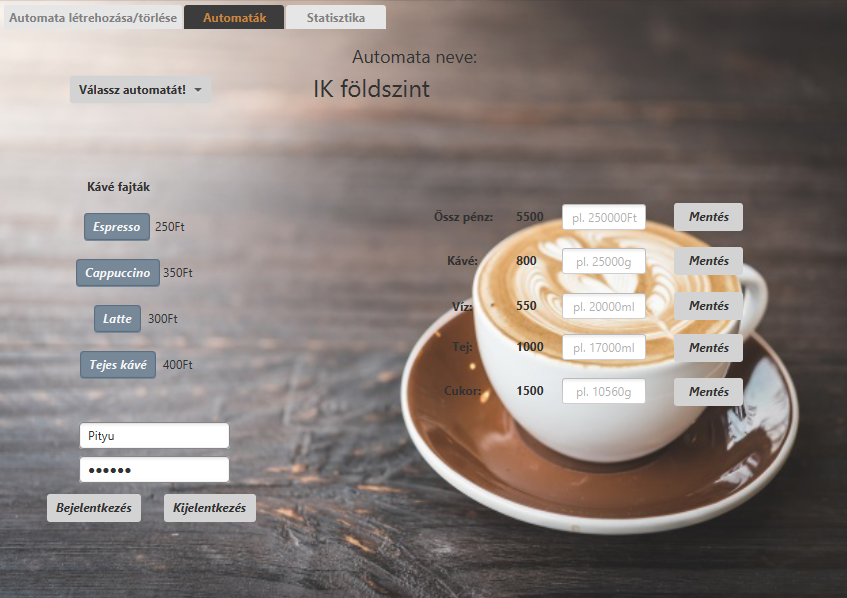 Automata létrehozása/törlése
Automaták
Statisztika
Automata neve:
Válassz automatát!
IK földszint
Kávé fajták
Espresso 250Ft
Cappuccino 350Ft
Latte 300Ft
Tejes kávé 400Ft
Össz pénz: 5500 pl. 250000Ft Mentés
Kávé: 800 pl. 25000g Mentés
Víz: 550 pl. 20000ml Mentés
Tej: 1000 pl. 17000ml Mentés
Cukor: 1500 pl. 10560g Mentés
Pityu
●●●●●●
Bejelentkezés
Kijelentkezés